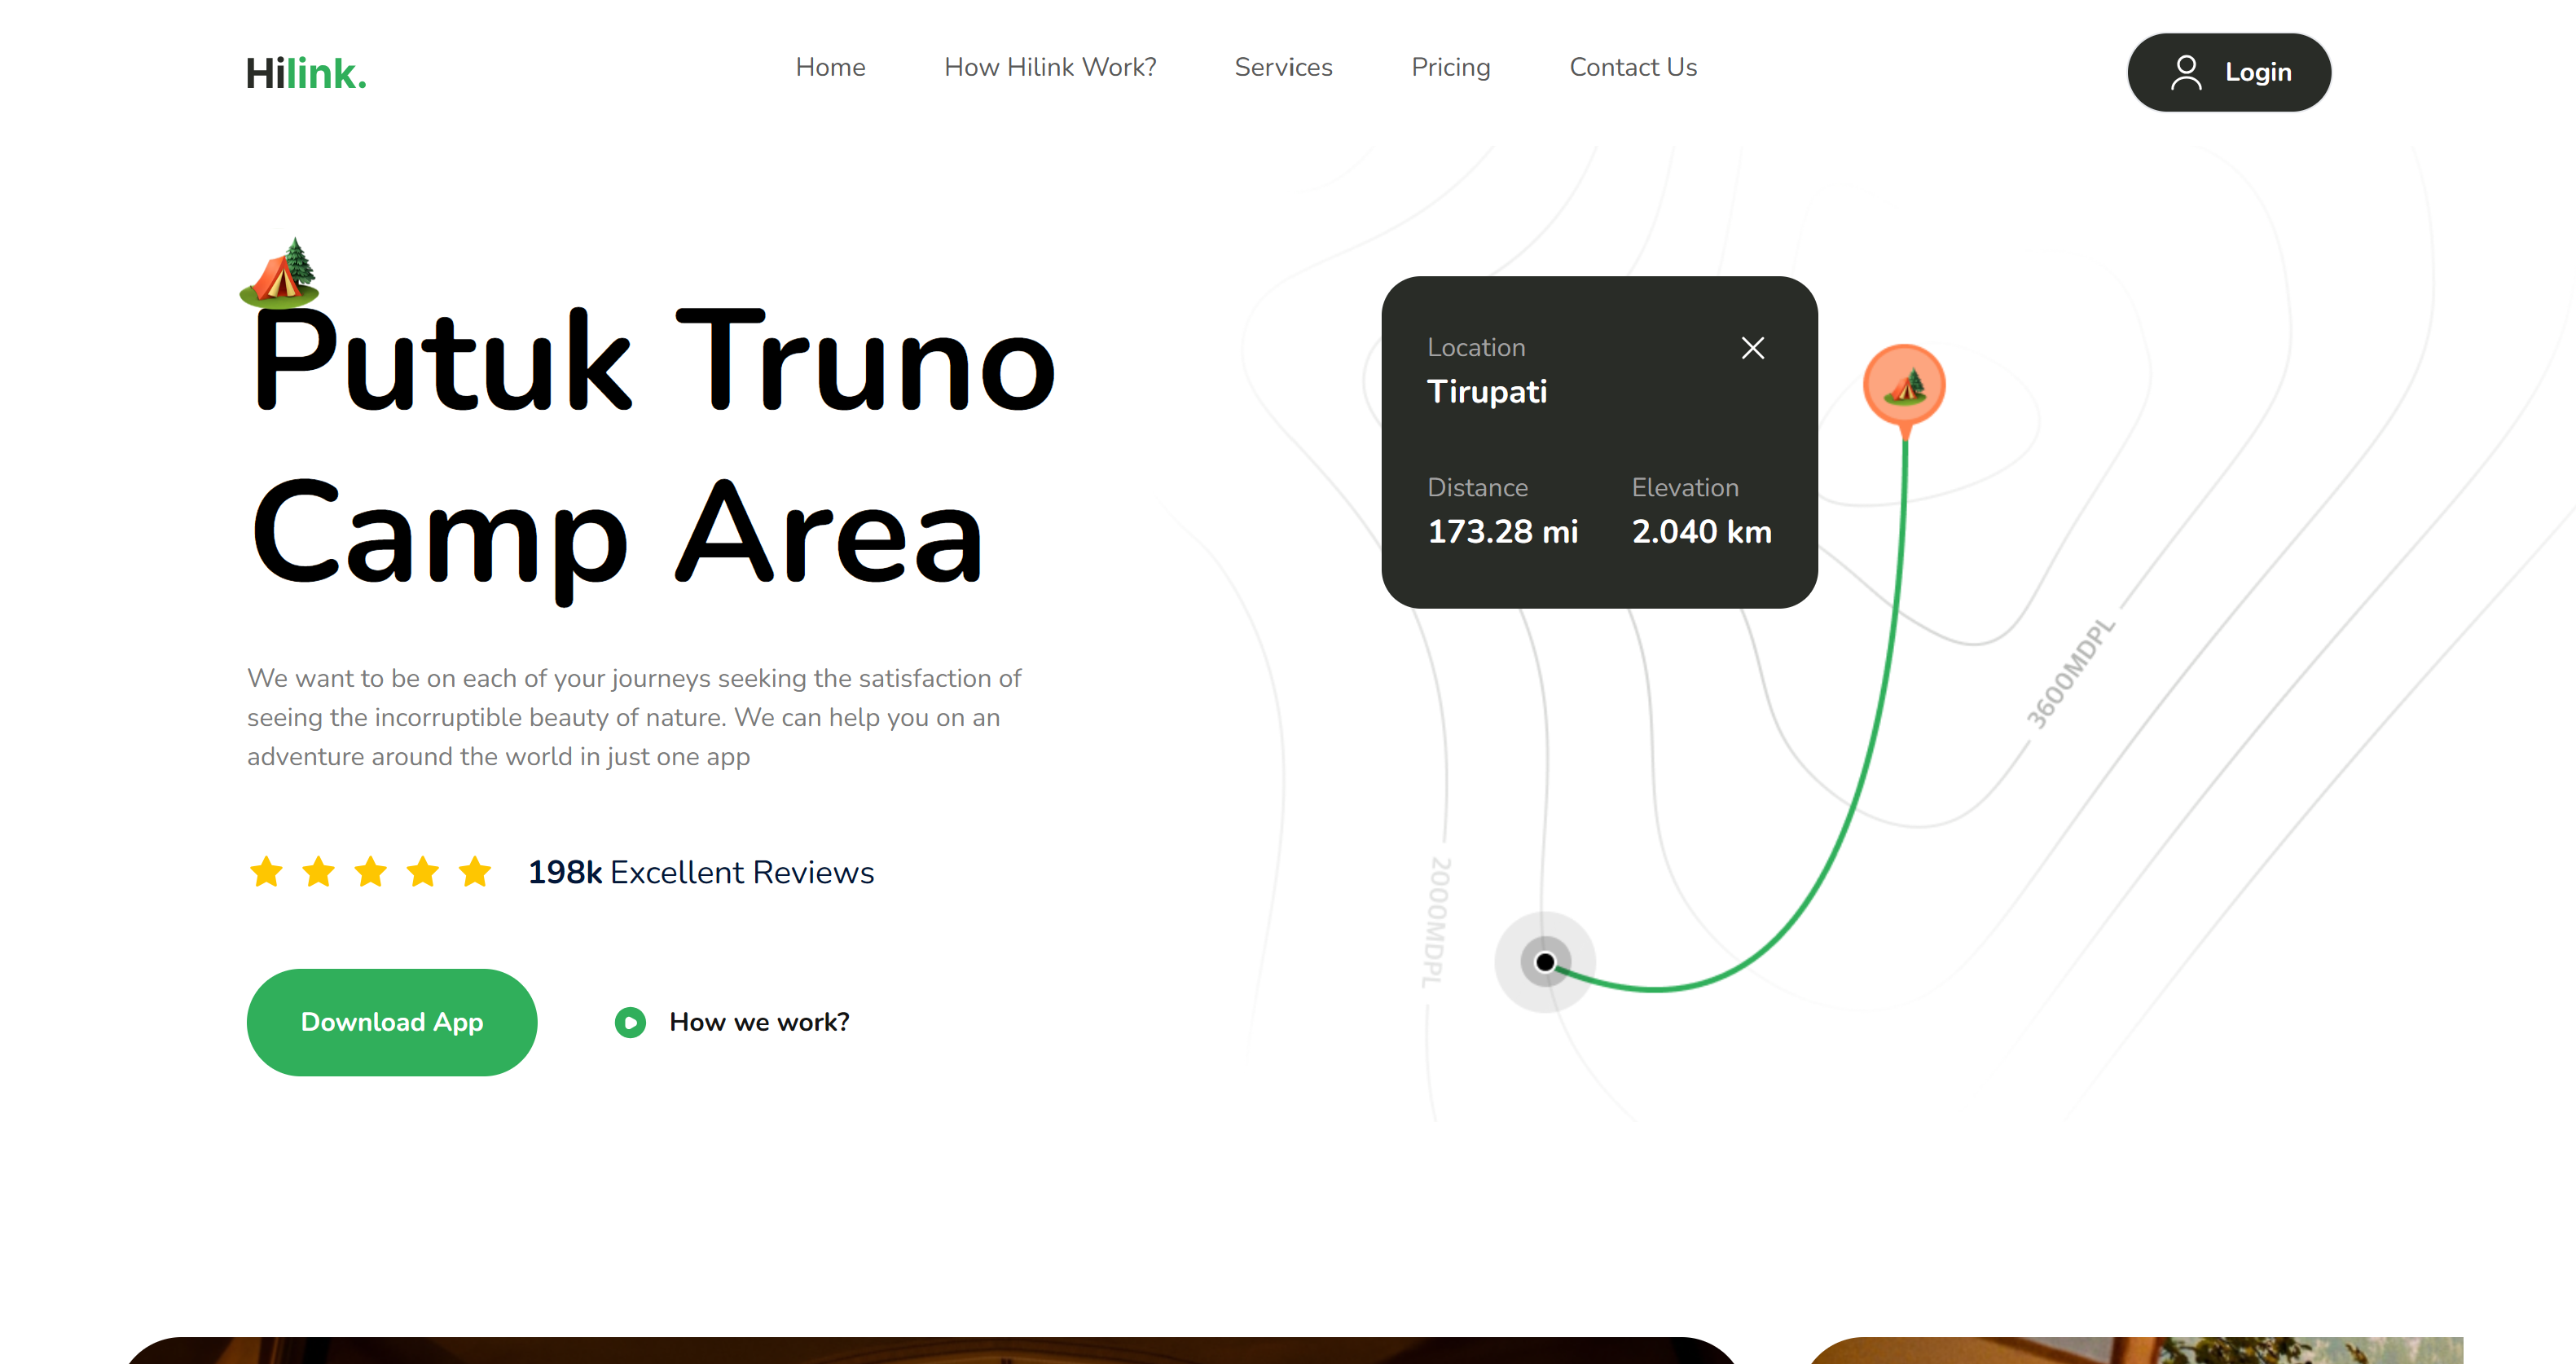 Hilink.
Home How Hilink Work? Services Pricing Contact Us
Login
Putuk Truno
Camp Area
We want to be on each of your journeys seeking the satisfaction of
seeing the incorruptible beauty of nature. We can help you on an
adventure around the world in just one app
198k Excellent Reviews
Download App
How we work?
Location
Tirupati
Distance Elevation
173.28 mi 2.040 km
3600MDPL
2000MDPL